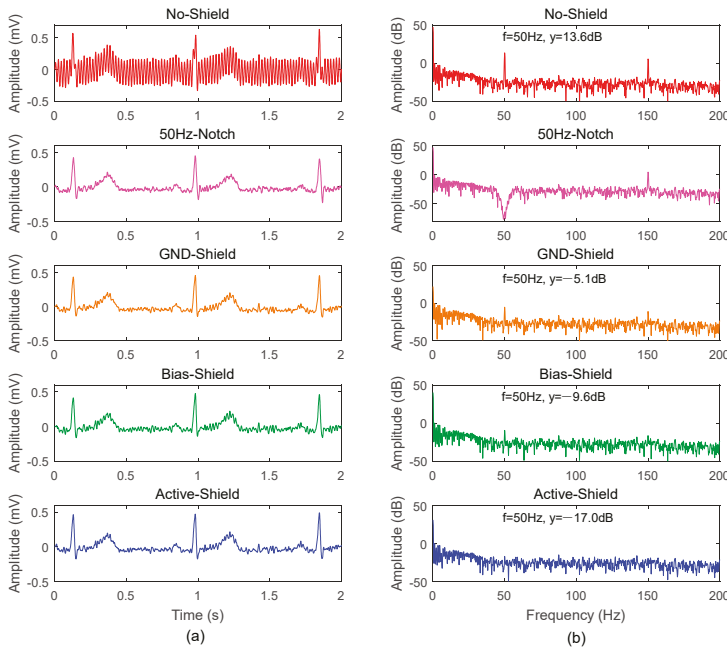 No-Shield
Amplitude (mV)
0.5
0
-0.5
0
0.5
1
1.5
2
50Hz-Notch
Amplitude (mV)
0.5
0
-0.5
0
0.5
1
1.5
2
GND-Shield
Amplitude (mV)
0.5
0
-0.5
0
0.5
1
1.5
2
Bias-Shield
Amplitude (mV)
0.5
0
-0.5
0
0.5
1
1.5
2
Active-Shield
Amplitude (mV)
0.5
0
-0.5
0
0.5
1
1.5
2
Time (s)
(a)
No-Shield
f=50Hz, y=13.6dB
Amplitude (dB)
50
0
-50
0
50
100
150
200
50Hz-Notch
Amplitude (dB)
50
0
-50
0
50
100
150
200
GND-Shield
f=50Hz, y=−5.1dB
Amplitude (dB)
50
0
-50
0
50
100
150
200
Bias-Shield
f=50Hz, y=−9.6dB
Amplitude (dB)
50
0
-50
0
50
100
150
200
Active-Shield
f=50Hz, y=−17.0dB
Amplitude (dB)
50
0
-50
0
50
100
150
200
Frequency (Hz)
(b)